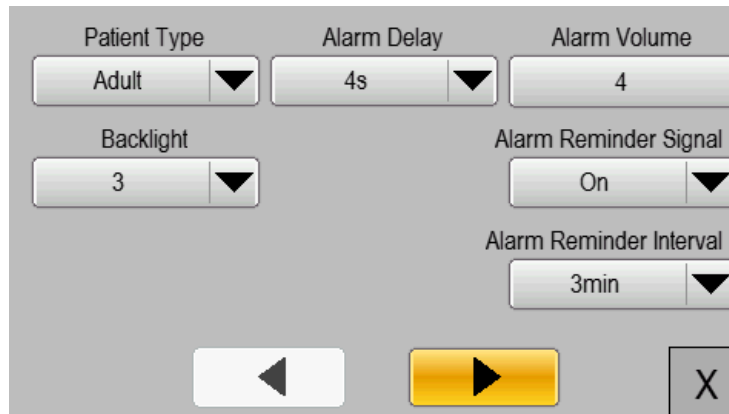 Patient Type Alarm Delay Alarm Volume
Adult 4s 4
Backlight Alarm Reminder Signal
3 On
Alarm Reminder Interval
3min
X